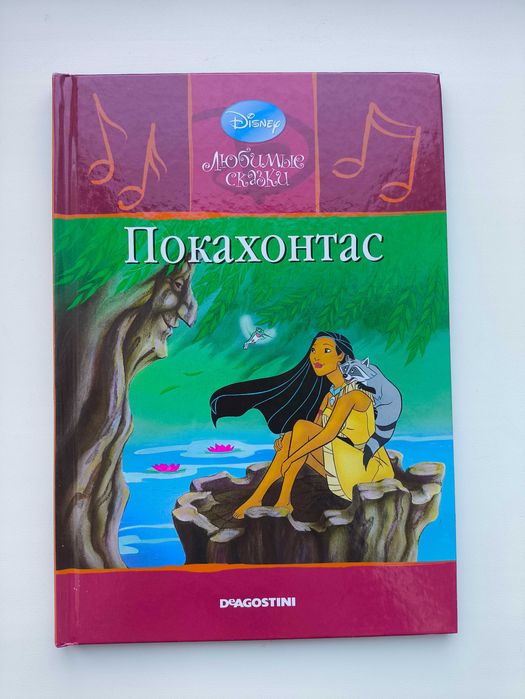 Disney
Любимые
сказки
Покахонтас
DeAGOSTINI